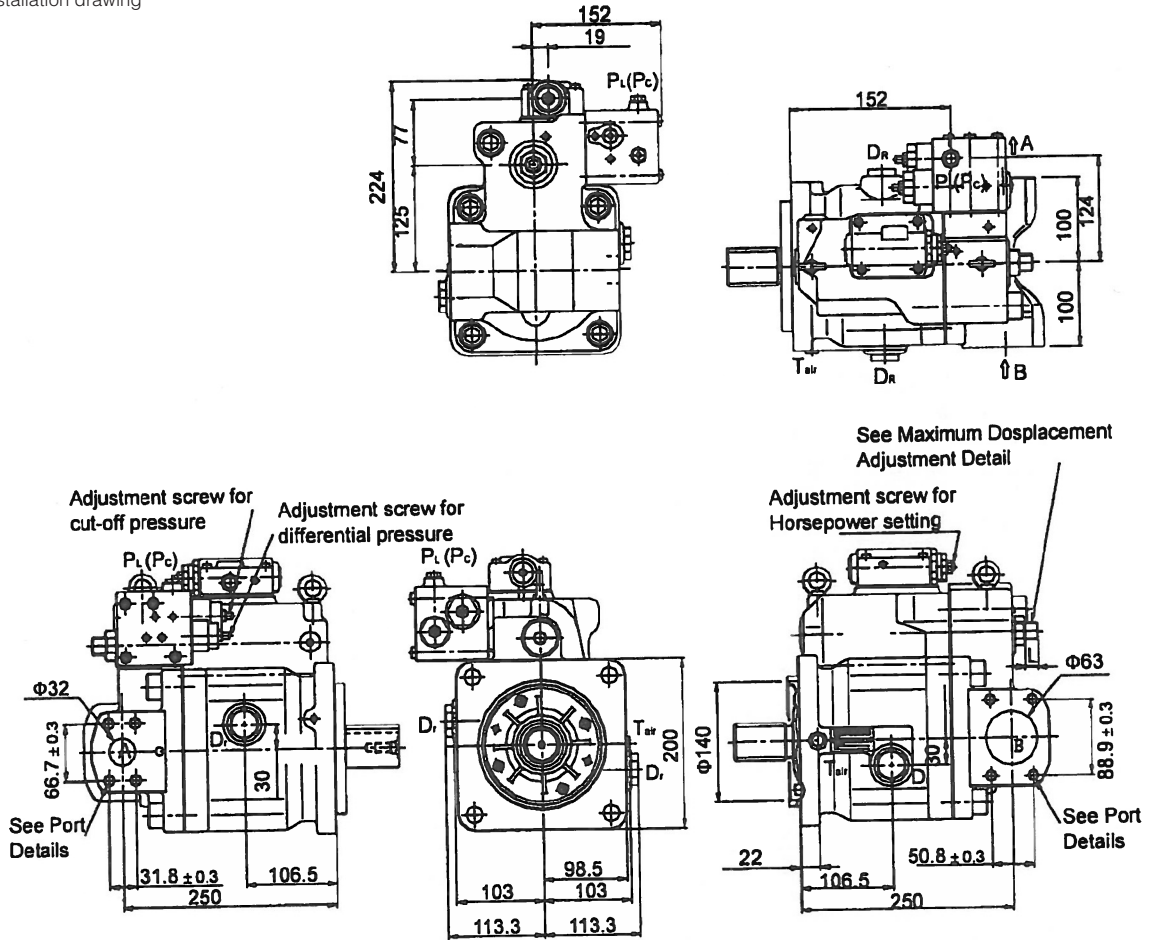 stallation drawing
152
19
PL(Pc)
77
224
125
152
DR
A
P (Pc)
100
124
100
Tair
DR
B
See Maximum Dosplacement
Adjustment Detail
Adjustment screw for
cut-off pressure
Adjustment screw for
differential pressure
Adjustment screw for
Horsepower setting
PL(Pc)
PL(Pc)
L
Φ32
Φ63
Dr
A
66.7±0.3
30
Dr
Tair
Dr
200
Φ140
Tair
D
30
B
88.9±0.3
See Port
Details
See Port
Details
31.8±0.3
106.5
250
98.5
103
103
113.3
113.3
22
106.5
50.8±0.3
250